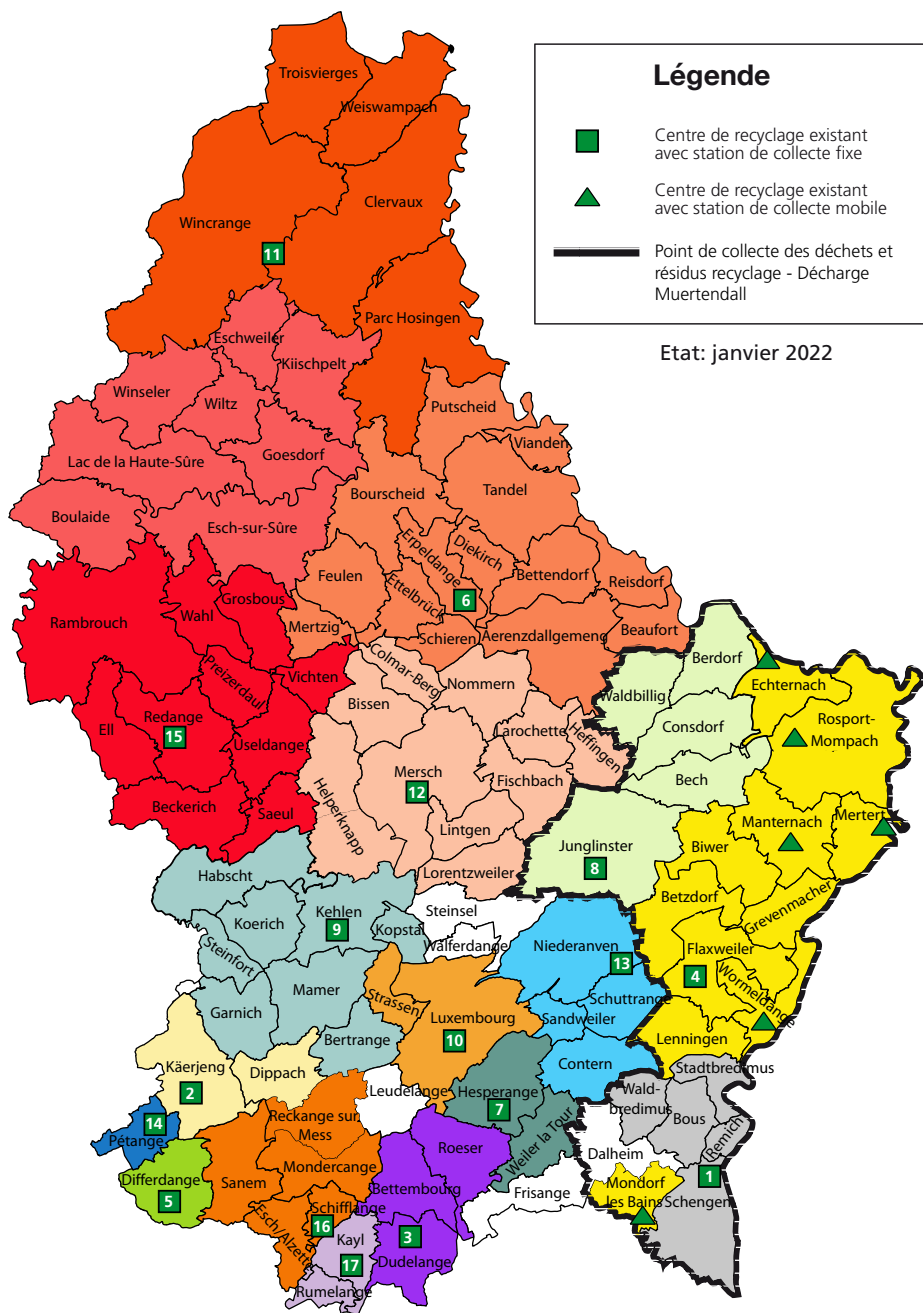 Légende
Centre de recyclage existant
avec station de collecte fixe
Centre de recyclage existant
avec station de collecte mobile
Point de collecte des déchets et
résidus recyclage - Décharge
Muertendall
Etat: janvier 2022
Troisvierges
Weiswampach
Clervaux
Wincrange
11
Parc Hosingen
Eschweiler
Kiischpelt
Winseler
Wiltz
Goesdorf
Lac de la Haute-Sûre
Boulaide
Esch-sur-Sûre
Putscheid
Vianden
Tandel
Bourscheid
Erpeldange
Diekirch
Bettendorf
Reisdorf
Feulen
Ettelbrück
6
Mertzig
Schieren
Aerenzdallgemeng
Beaufort
Rambrouch
Wahl
Grosbous
Preizerdaul
Vichten
Ell
Redange
15
Useldange
Beckerich
Saeul
Colmar-Berg
Nommern
Bissen
Larochette
Heffingen
Mersch
12
Fischbach
Helperknapp
Lintgen
Lorentzweiler
Berdorf
Waldbillig
Consdorf
Bech
Junglinster
8
Echternach
Rosport-
Mompach
Manternach
Mertert
Biwer
Betzdorf
Grevenmacher
Flaxweiler
4
Wormeldange
Lenningen
Habscht
Koerich
Kehlen
9
Kopstal
Steinfort
Mamer
Garnich
Bertrange
Steinsel
Walferdange
Niederanven
13
Schuttrange
Sandweiler
Contern
Strassen
Luxembourg
10
Leudelange
Hesperange
7
Weiler la Tour
Käerjeng
2
Dippach
14
Pétange
Differdange
5
Reckange sur
Mess
Sanem
Mondercange
Esch/Alzette
Schifflange
16
Kayl
17
Rumelange
Roeser
Bettembourg
3
Dudelange
Frisange
Stadtbredimus
Wald-
bredimus
Bous
Remich
1
Dalheim
Mondorf
les Bains
Schengen